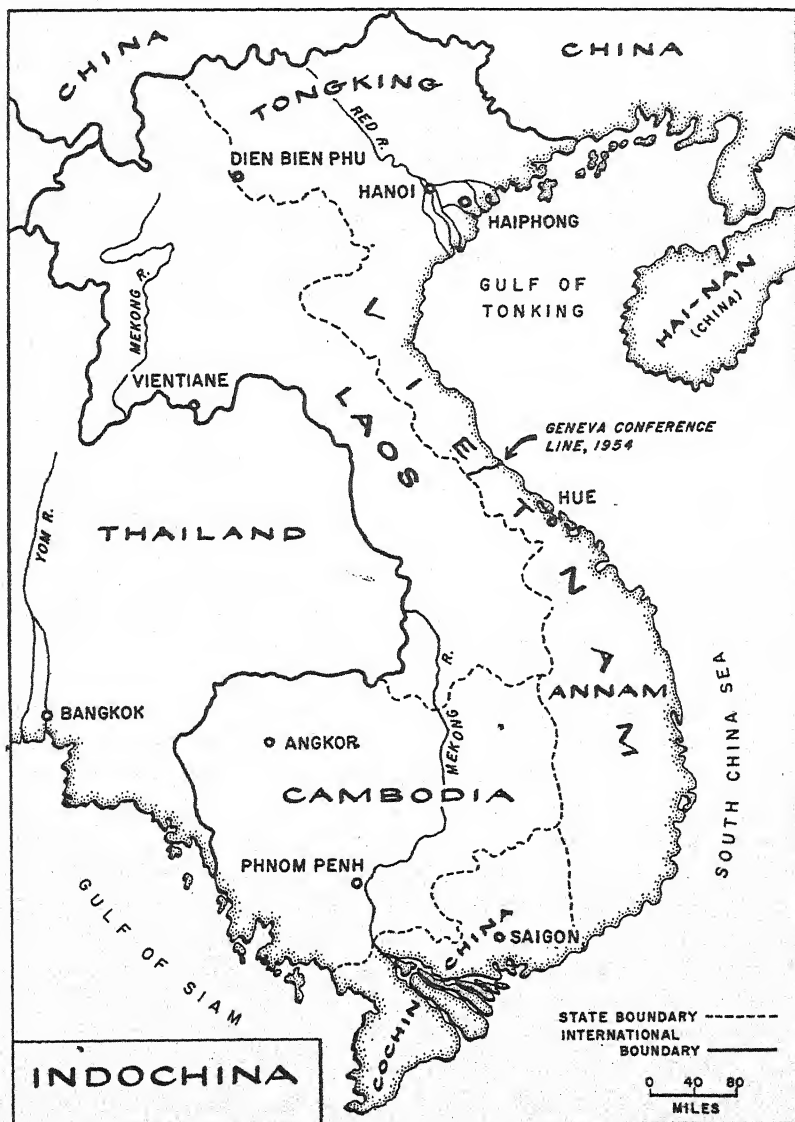 CHINA
CHINA
TONGKING
RED R.
DIEN BIEN PHU
HANOI
HAIPHONG
GULF OF
TONKING
HAI-NAN
(CHINA)
MEKONG R.
VIENTIANE
LAOS
VIETNAM
GENEVA CONFERENCE
LINE, 1954
HUE
YOM R.
THAILAND
MEKONG R.
ANNAM
BANGKOK
ANGKOR
CAMBODIA
SOUTH CHINA SEA
PHNOM PENH
GULF OF SIAM
SAIGON
COCHIN CHINA
STATE BOUNDARY
INTERNATIONAL
BOUNDARY
0 40 80
MILES
INDOCHINA